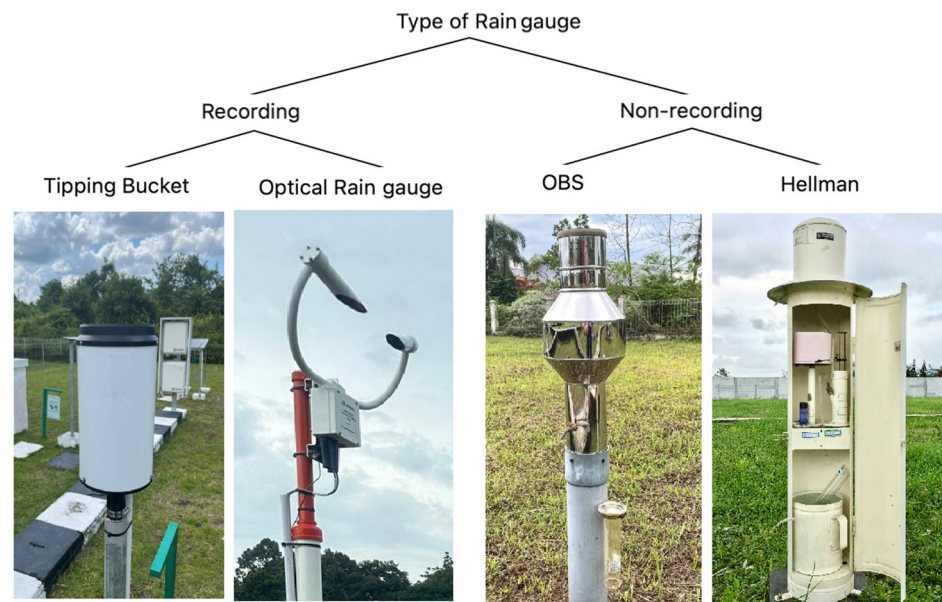 Type of Rain gauge
Recording
Non-recording
Tipping Bucket
Optical Rain gauge
OBS
Hellman